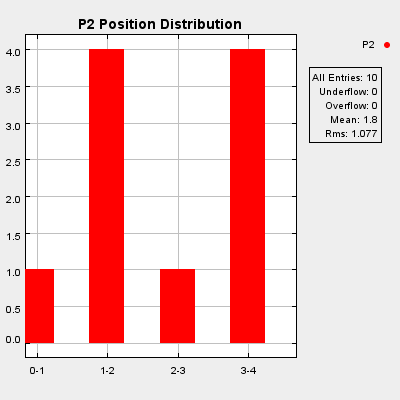 P2 Position Distribution
P2
All Entries: 10
Underflow: 0
Overflow: 0
Mean: 1.8
Rms: 1.077
4.0
3.5
3.0
2.5
2.0
1.5
1.0
0.5
0.0
0-1 1-2 2-3 3-4